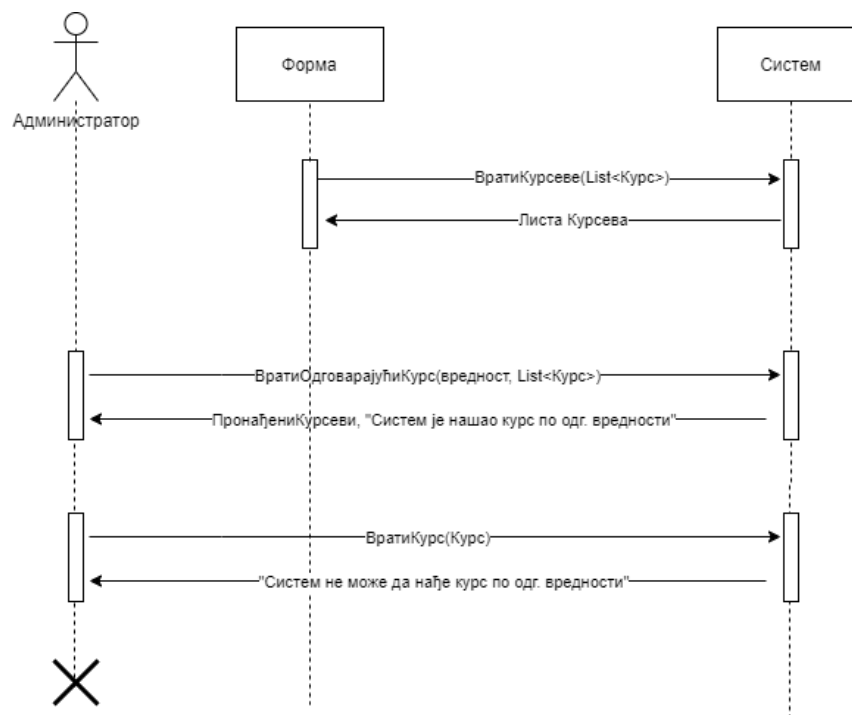 Форма
Систем
Администратор
ВратиКурсеве(List<Курс>)
Листа Курсева
ВратиОдговарајућиКурс(вредност, List<Курс>)
ПронађениКурсеви, "Систем је нашао курс по одг. вредности"
ВратиКурс(Курс)
"Систем не може да нађе курс по одг. вредности"